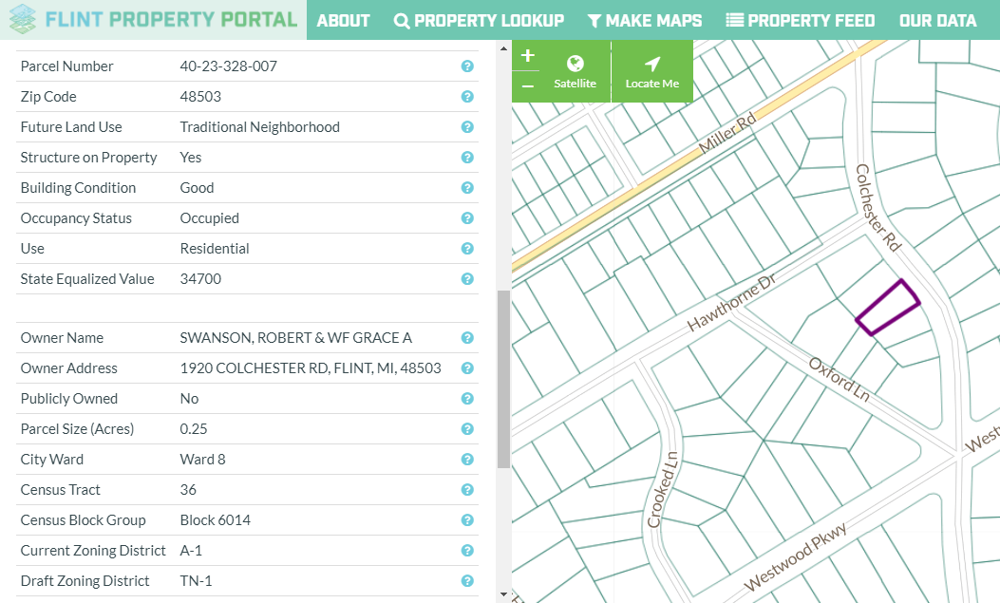 FLINT PROPERTY PORTAL ABOUT PROPERTY LOOKUP MAKE MAPS PROPERTY FEED OUR DATA
Parcel Number 40-23-328-007
Zip Code 48503
Future Land Use Traditional Neighborhood
Structure on Property Yes
Building Condition Good
Occupancy Status Occupied
Use Residential
State Equalized Value 34700
Owner Name SWANSON, ROBERT & WF GRACE A
Owner Address 1920 COLCHESTER RD, FLINT, MI, 48503
Publicly Owned No
Parcel Size (Acres) 0.25
City Ward Ward 8
Census Tract 36
Census Block Group Block 6014
Current Zoning District A-1
Draft Zoning District TN-1
+
−
Satellite
Locate Me
Miller Rd
Colchester Rd
Hawthorne Dr
Oxford Ln
West
Crooked Ln
Westwood Pkwy